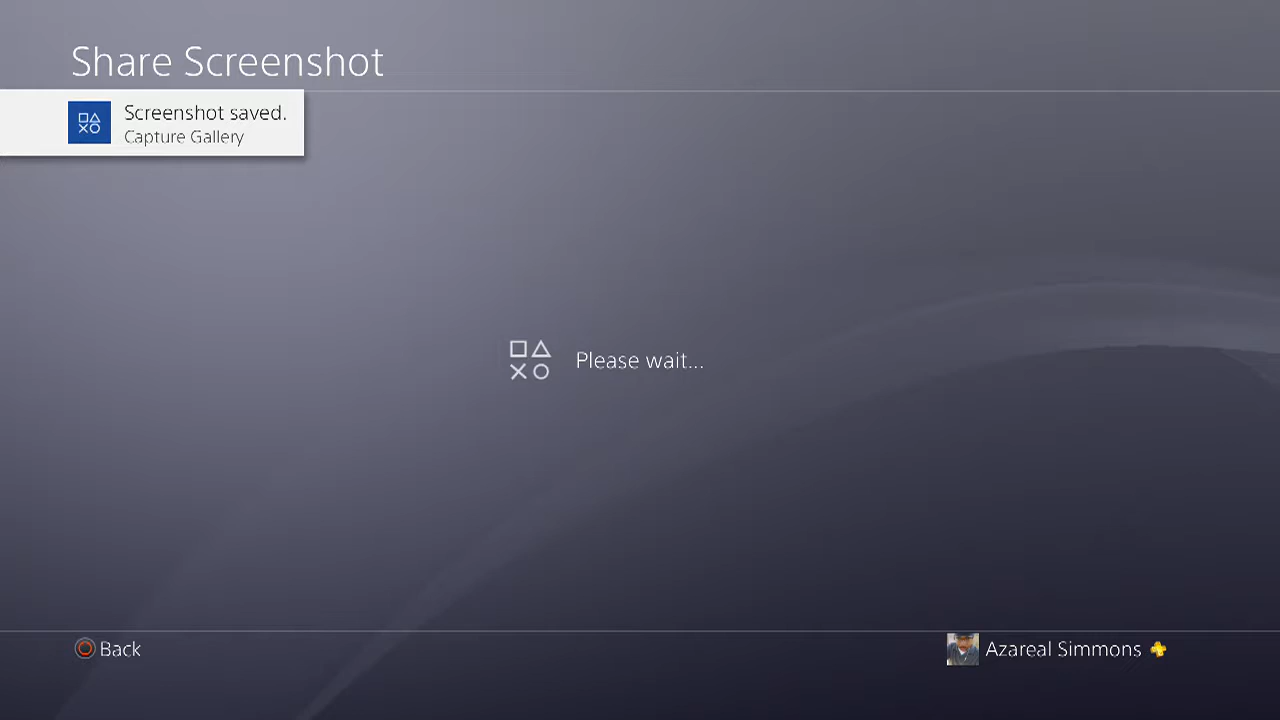 Share Screenshot
Screenshot saved.
Capture Gallery
Please wait...
Back
Azareal Simmons